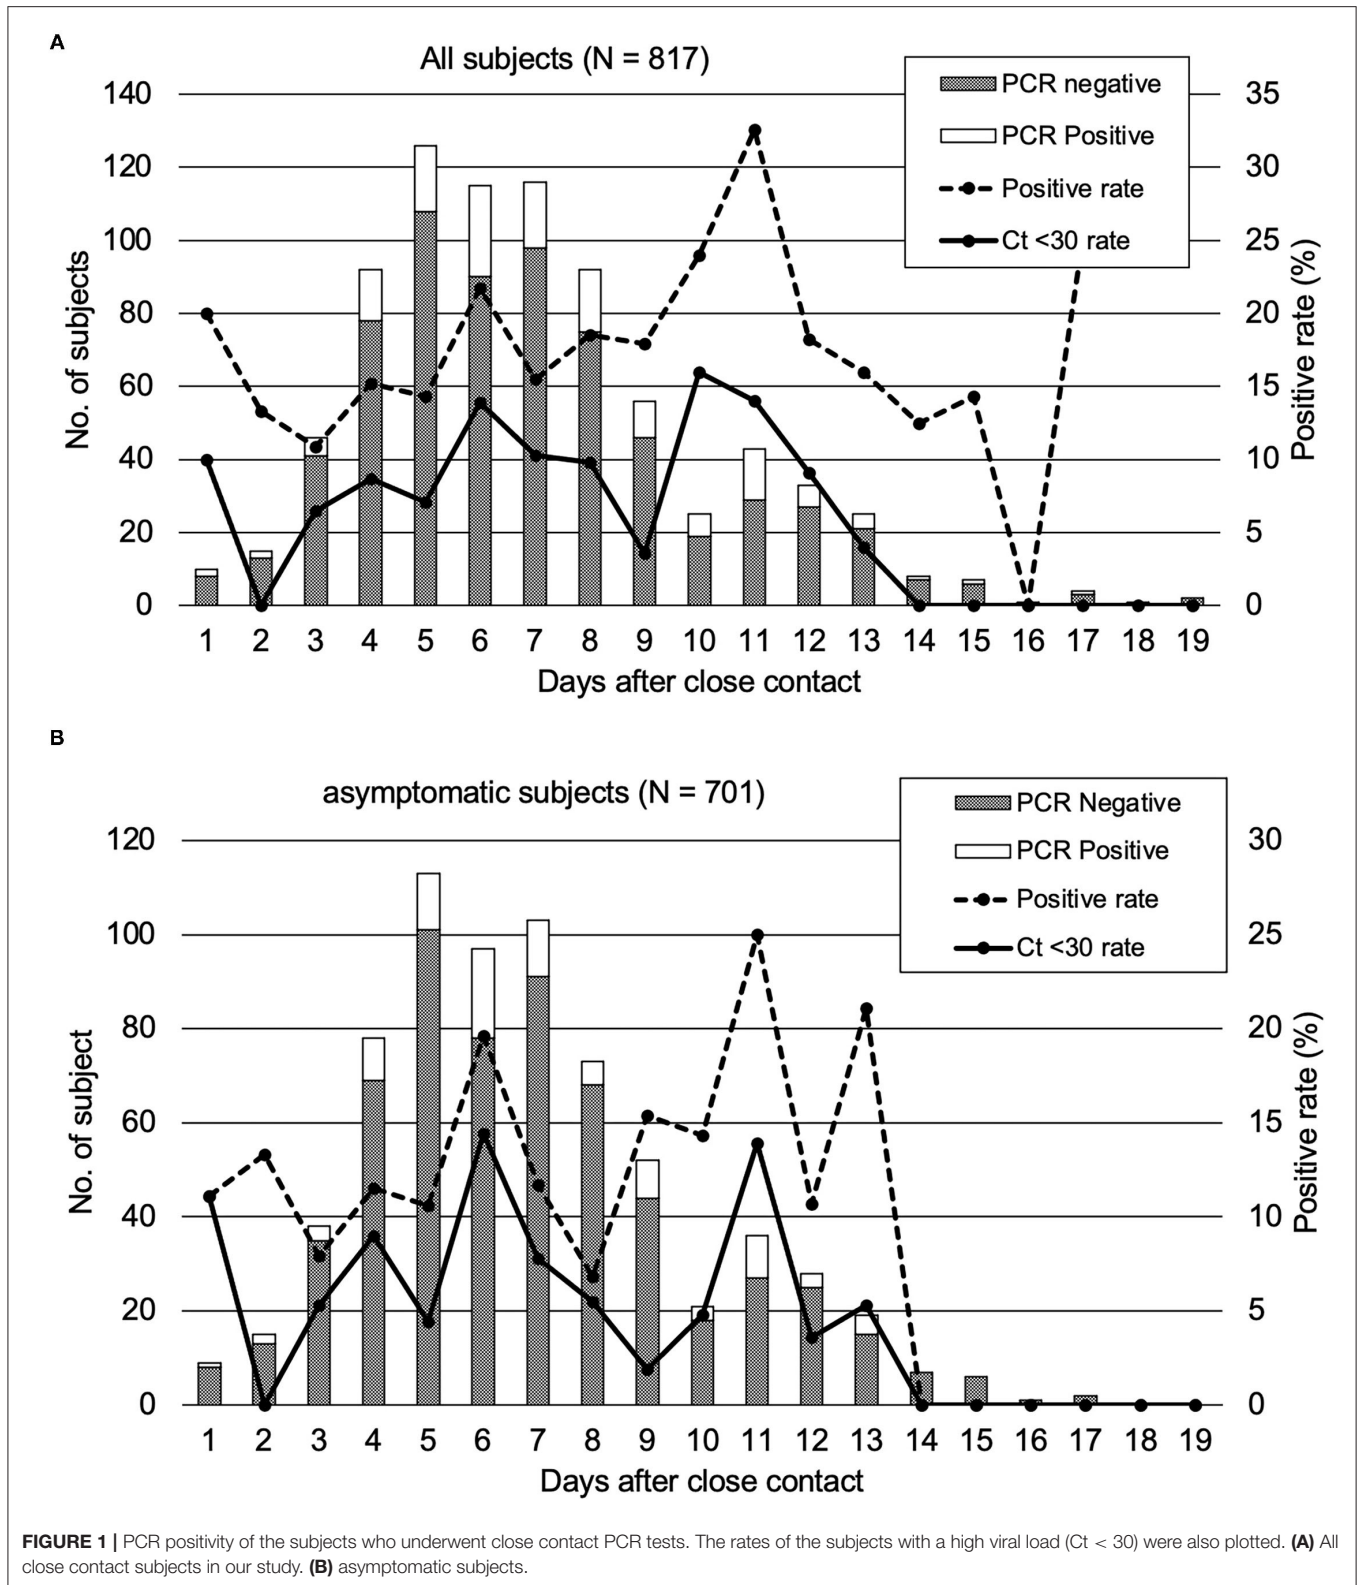 A
All subjects (N = 817)
PCR negative
PCR Positive
Positive rate
Ct <30 rate
140
120
100
80
60
40
20
0
No. of subjects
35
30
25
20
15
10
5
0
Positive rate (%)
1 2 3 4 5 6 7 8 9 10 11 12 13 14 15 16 17 18 19
Days after close contact
B
asymptomatic subjects (N = 701)
PCR Negative
PCR Positive
Positive rate
Ct <30 rate
120
100
80
60
40
20
0
No. of subject
30
25
20
15
10
5
0
Positive rate (%)
1 2 3 4 5 6 7 8 9 10 11 12 13 14 15 16 17 18 19
Days after close contact
FIGURE 1 | PCR positivity of the subjects who underwent close contact PCR tests. The rates of the subjects with a high viral load (Ct < 30) were also plotted. (A) All
close contact subjects in our study. (B) asymptomatic subjects.